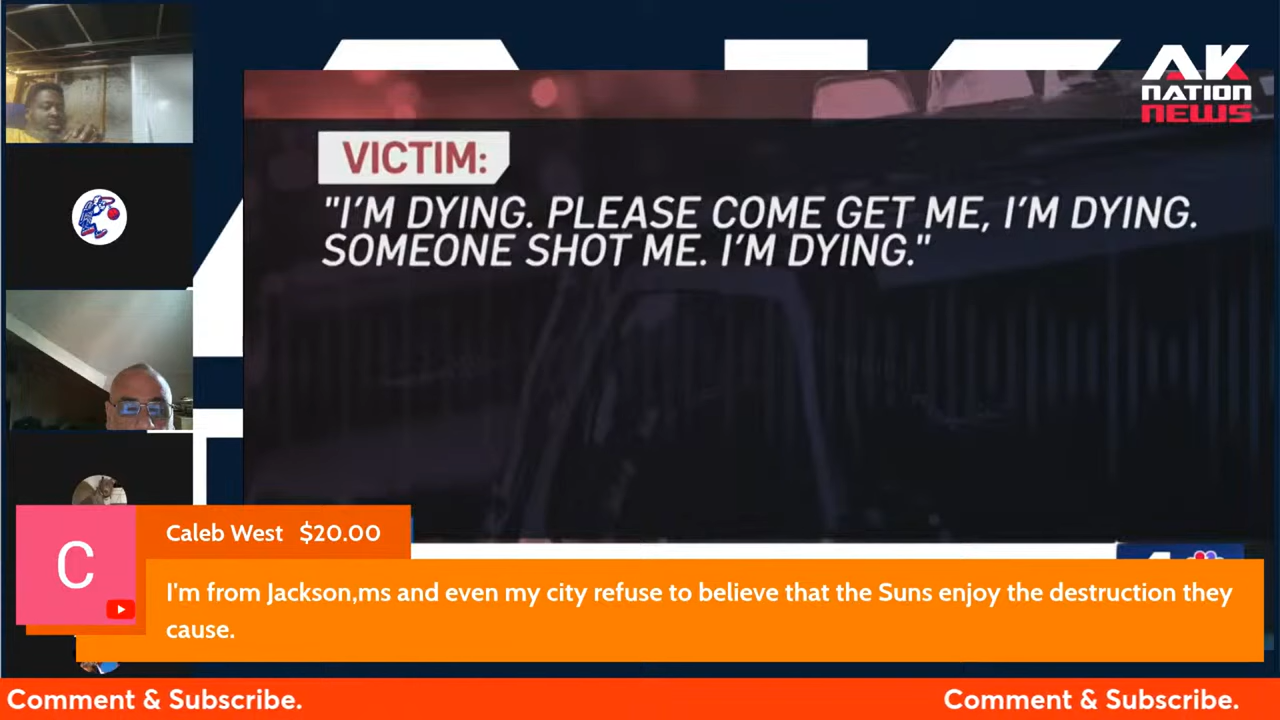 AK
NATION
NEWS
VICTIM:
"I'M DYING. PLEASE COME GET ME, I'M DYING.
SOMEONE SHOT ME. I'M DYING."
C
Caleb West $20.00
I'm from Jackson,ms and even my city refuse to believe that the Suns enjoy the destruction they
cause.
Comment & Subscribe.
Comment & Subscribe.